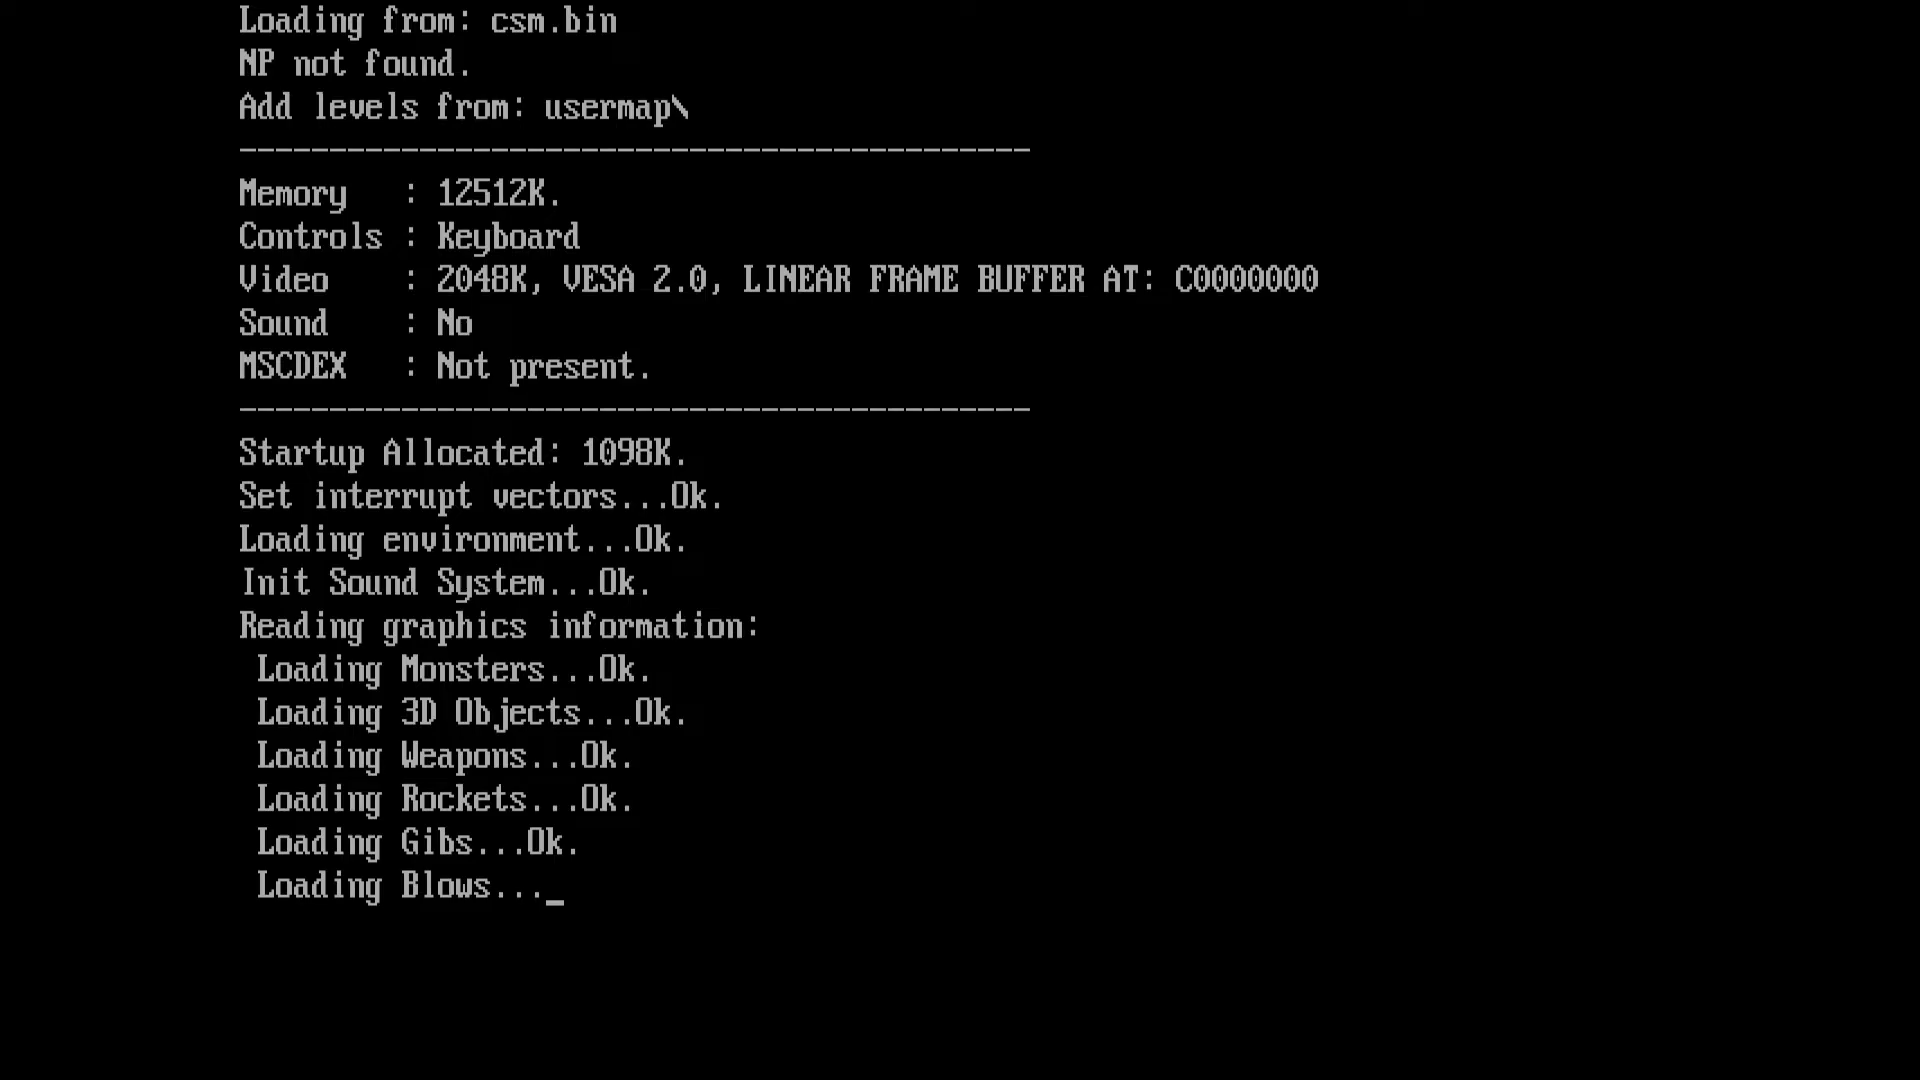 Loading from: csm.bin
NP not found.
Add levels from: usermap\
--------------------------------------------
Memory   : 12512K.
Controls : Keyboard
Video    : 2048K, VESA 2.0, LINEAR FRAME BUFFER AT: C0000000
Sound    : No
MSCDEX   : Not present.
--------------------------------------------
Startup Allocated: 1098K.
Set interrupt vectors...Ok.
Loading environment...Ok.
Init Sound System...Ok.
Reading graphics information:
 Loading Monsters...Ok.
 Loading 3D Objects...Ok.
 Loading Weapons...Ok.
 Loading Rockets...Ok.
 Loading Gibs...Ok.
 Loading Blows..._